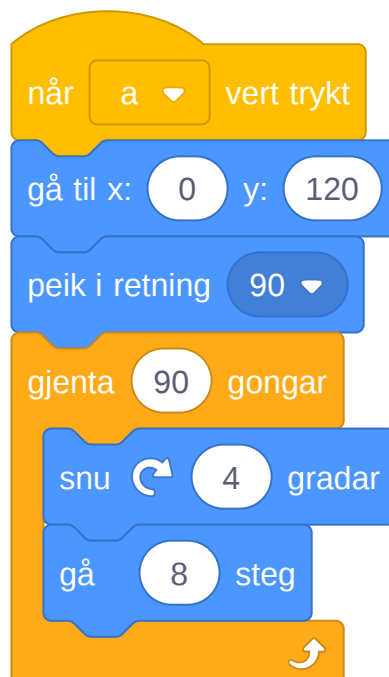 når a vert trykt
gå til x: 0 y: 120
peik i retning 90
gjenta 90 gongar
snu 4 gradar
gå 8 steg